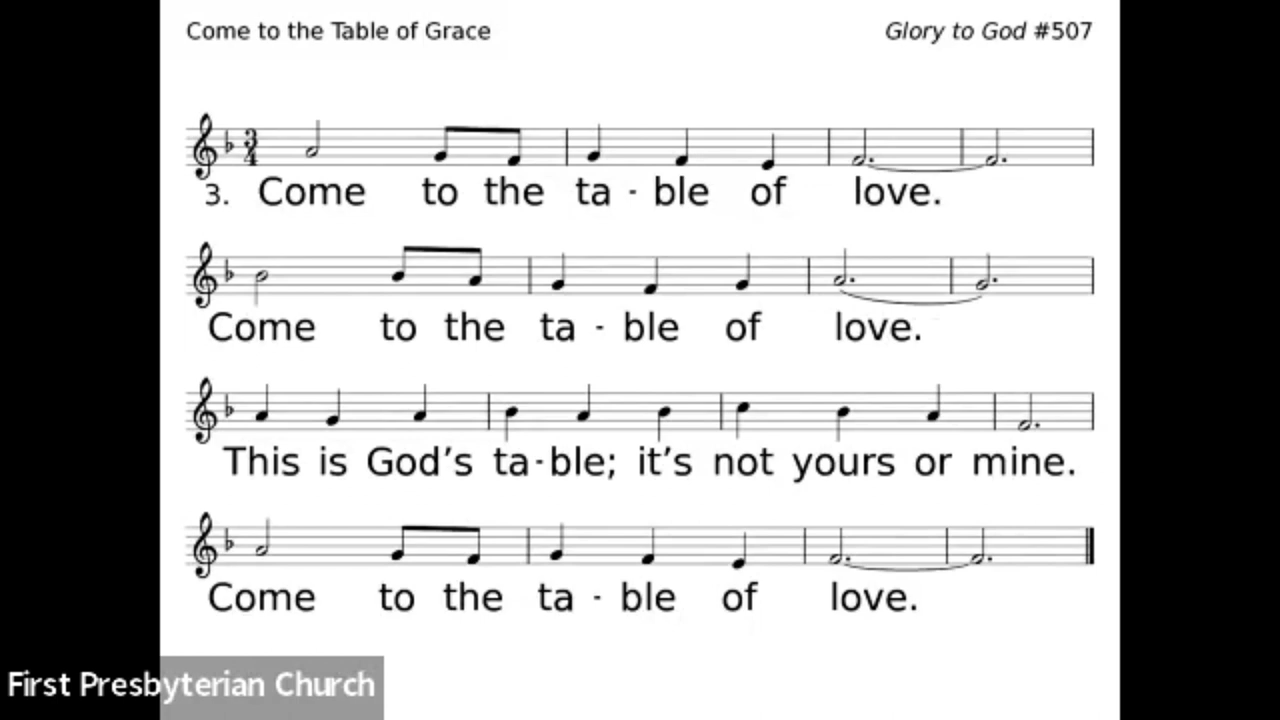 Come to the Table of Grace
Glory to God #507
3. Come to the ta - ble of love.
Come to the ta - ble of love.
This is God's ta - ble; it's not yours or mine.
Come to the ta - ble of love.
First Presbyterian Church